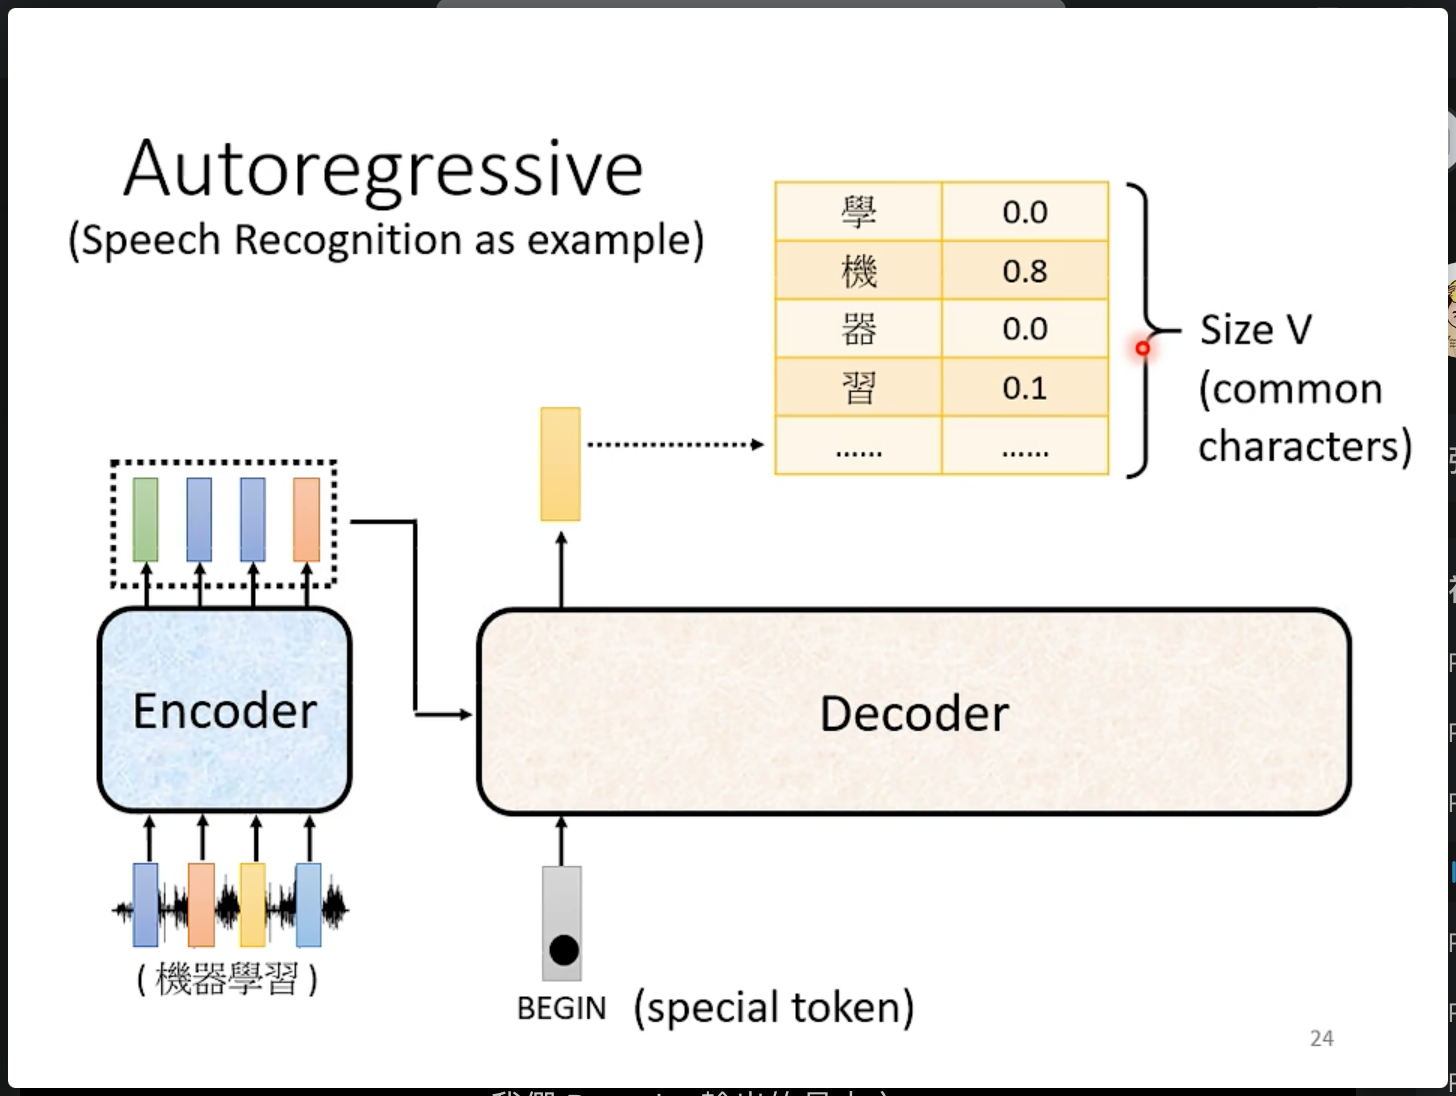 Autoregressive
(Speech Recognition as example)
學 0.0
機 0.8
器 0.0
習 0.1
...... ......
Size V
(common
characters)
Encoder
Decoder
(機器學習)
BEGIN (special token)
24